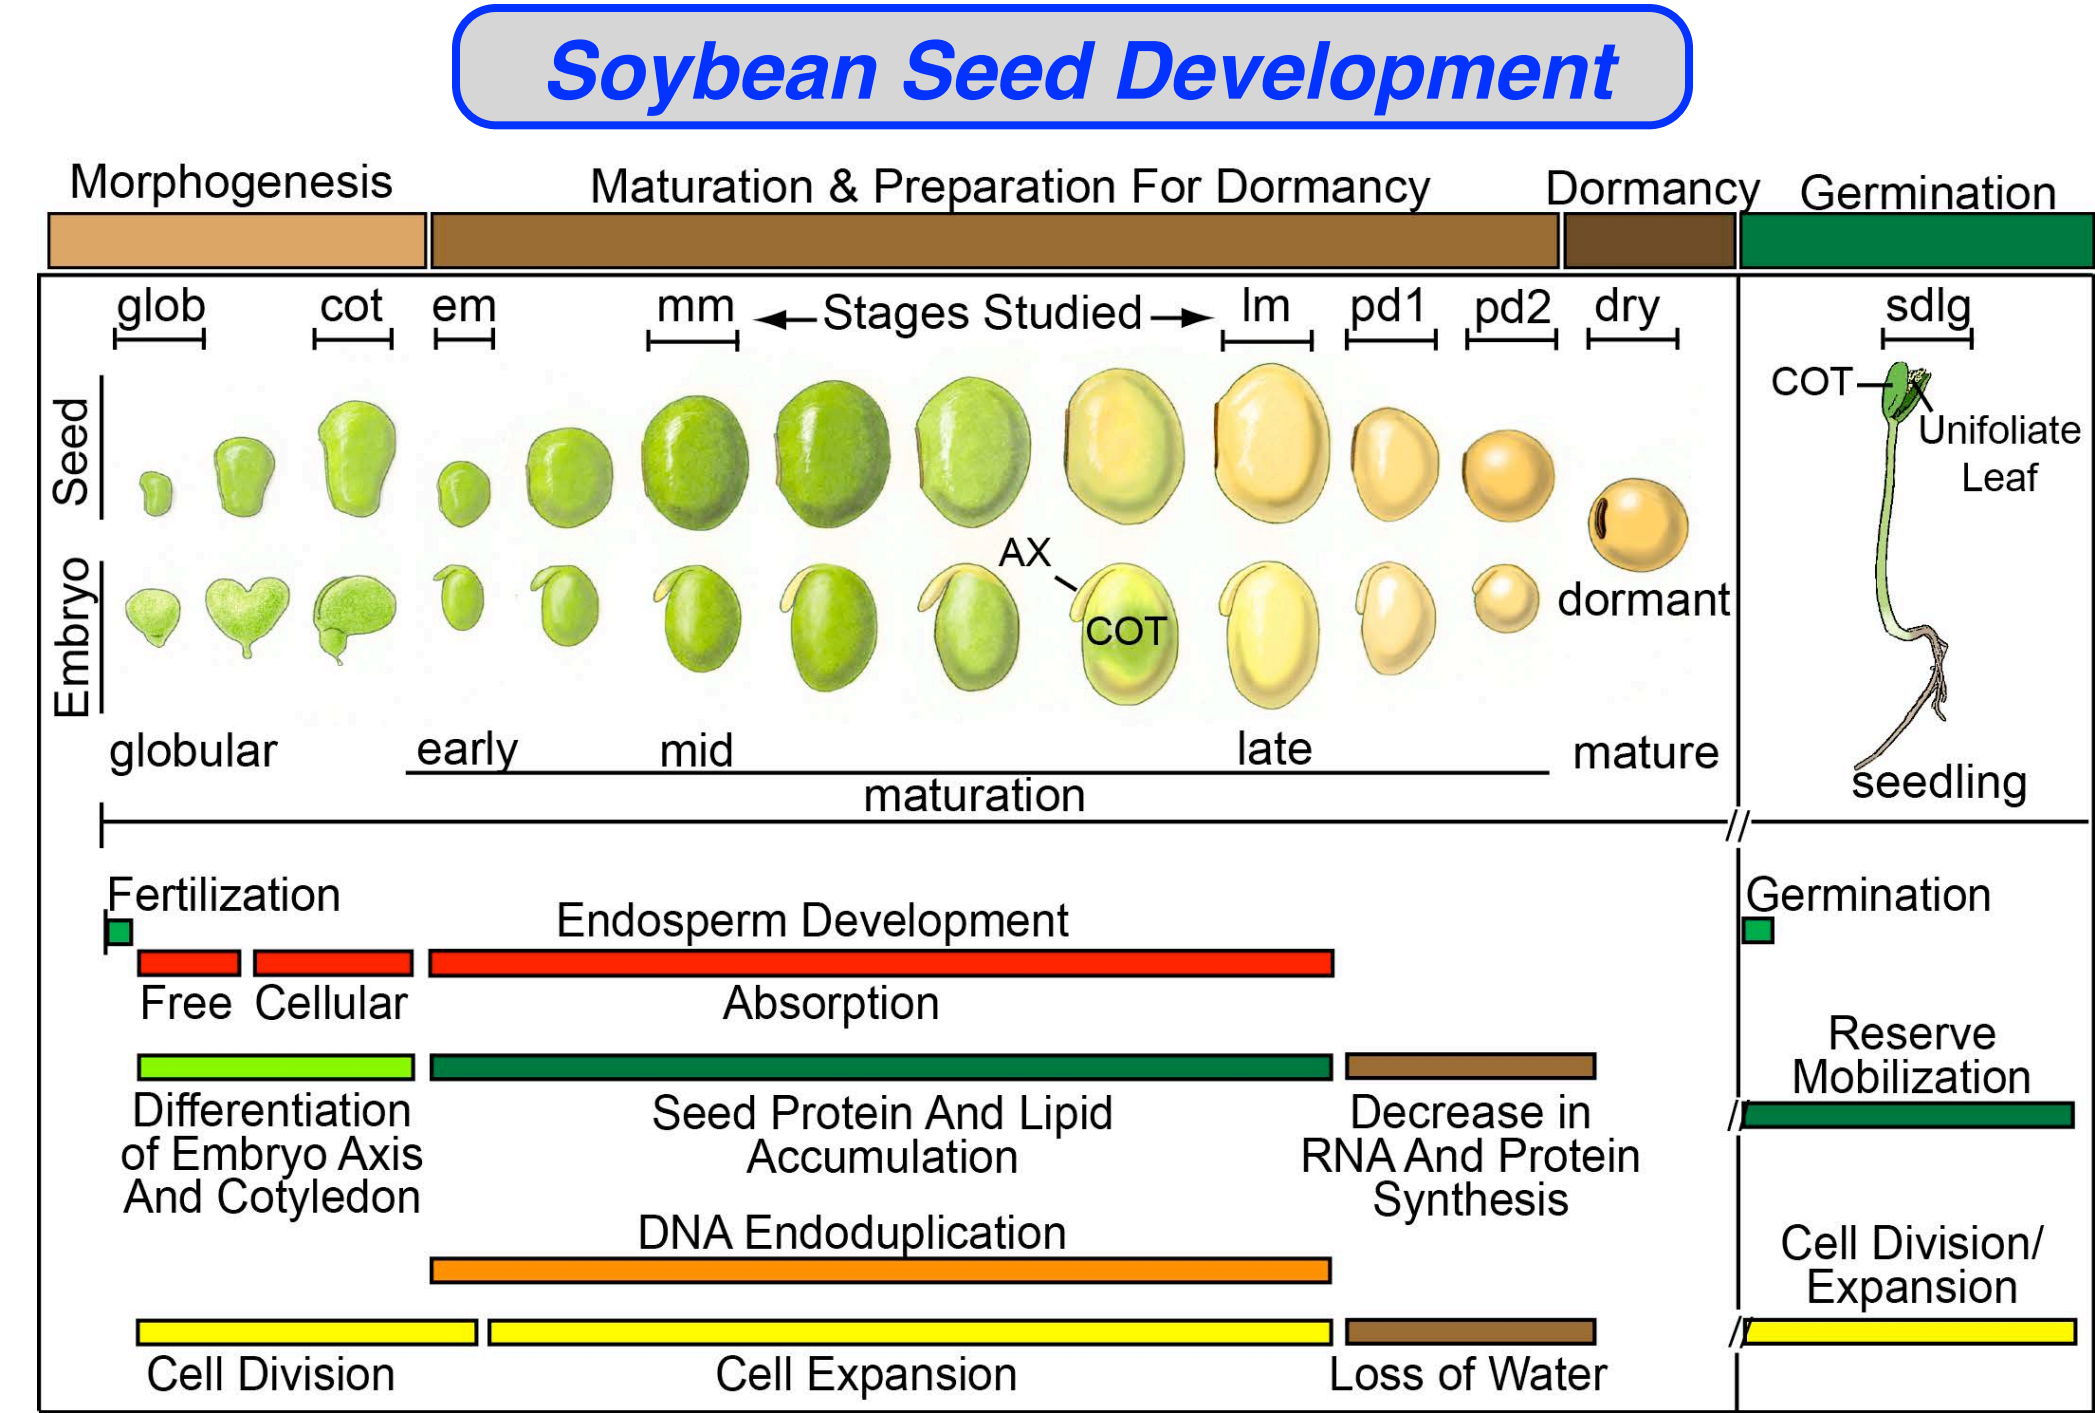 Soybean Seed Development
Morphogenesis
Maturation & Preparation For Dormancy
Dormancy
Germination
glob
cot
em
mm
Stages Studied
lm
pd1
pd2
dry
sdlg
Seed
COT
Unifoliate
Leaf
Embryo
AX
COT
dormant
globular
early
mid
late
mature
maturation
seedling
Fertilization
Germination
Endosperm Development
Free
Cellular
Absorption
Reserve
Mobilization
Differentiation
of Embryo Axis
And Cotyledon
Seed Protein And Lipid
Accumulation
Decrease in
RNA And Protein
Synthesis
DNA Endoduplication
Cell Division/
Expansion
Cell Division
Cell Expansion
Loss of Water